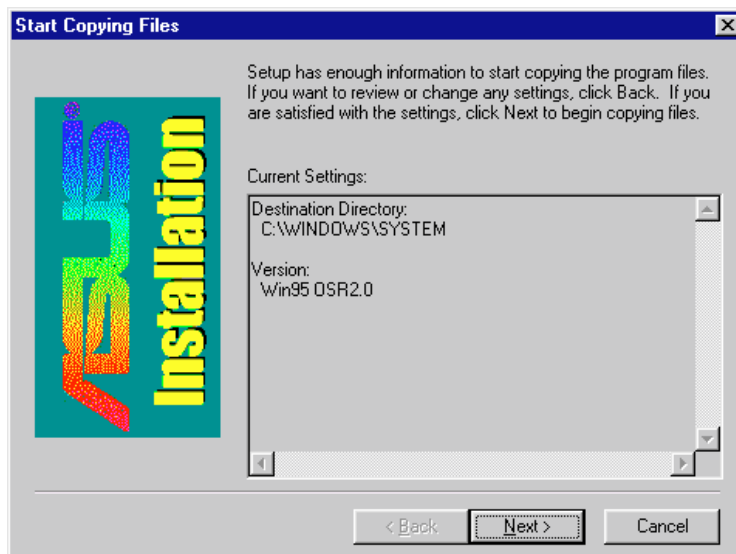 Start Copying Files
Setup has enough information to start copying the program files.
If you want to review or change any settings, click Back. If you
are satisfied with the settings, click Next to begin copying files.
ASUS
Installation
Current Settings:
Destination Directory:
C:\WINDOWS\SYSTEM
Version:
Win95 OSR2.0
< Back
Next >
Cancel